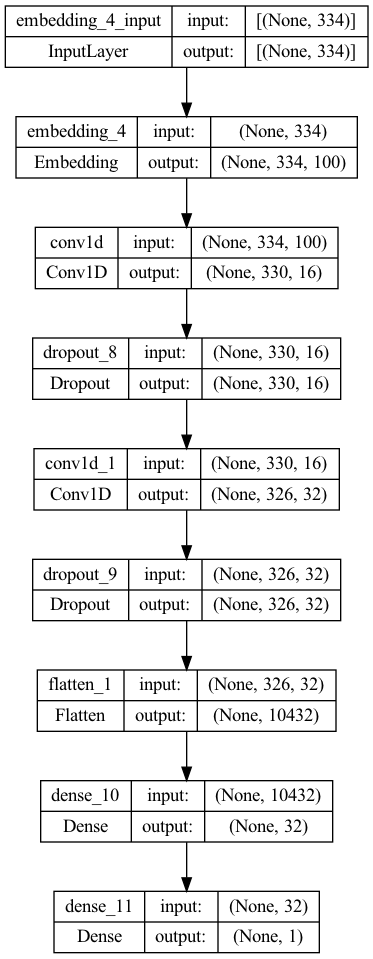 embedding_4_input input: [(None, 334)]
InputLayer output: [(None, 334)]
embedding_4 input: (None, 334)
Embedding output: (None, 334, 100)
conv1d input: (None, 334, 100)
Conv1D output: (None, 330, 16)
dropout_8 input: (None, 330, 16)
Dropout output: (None, 330, 16)
conv1d_1 input: (None, 330, 16)
Conv1D output: (None, 326, 32)
dropout_9 input: (None, 326, 32)
Dropout output: (None, 326, 32)
flatten_1 input: (None, 326, 32)
Flatten output: (None, 10432)
dense_10 input: (None, 10432)
Dense output: (None, 32)
dense_11 input: (None, 32)
Dense output: (None, 1)